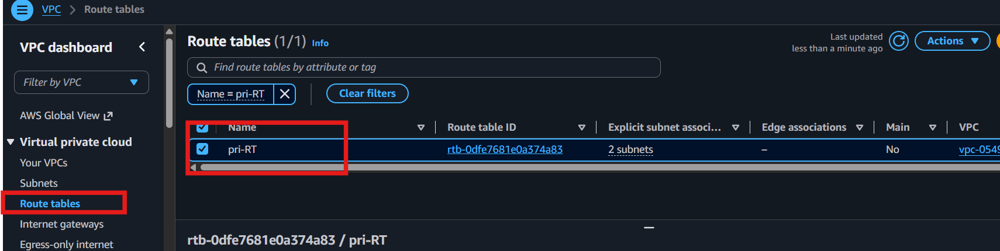 VPC > Route tables
VPC dashboard
Filter by VPC
AWS Global View
Virtual private cloud
Your VPCs
Subnets
Route tables
Internet gateways
Egress-only internet
Route tables (1/1) Info
Last updated
less than a minute ago
Actions
Find route tables by attribute or tag
Name = pri-RT
Clear filters
Name Route table ID Explicit subnet associ... Edge associations Main VPC
pri-RT rtb-0dfe7681e0a374a83 2 subnets – No vpc-0549
rtb-0dfe7681e0a374a83 / pri-RT